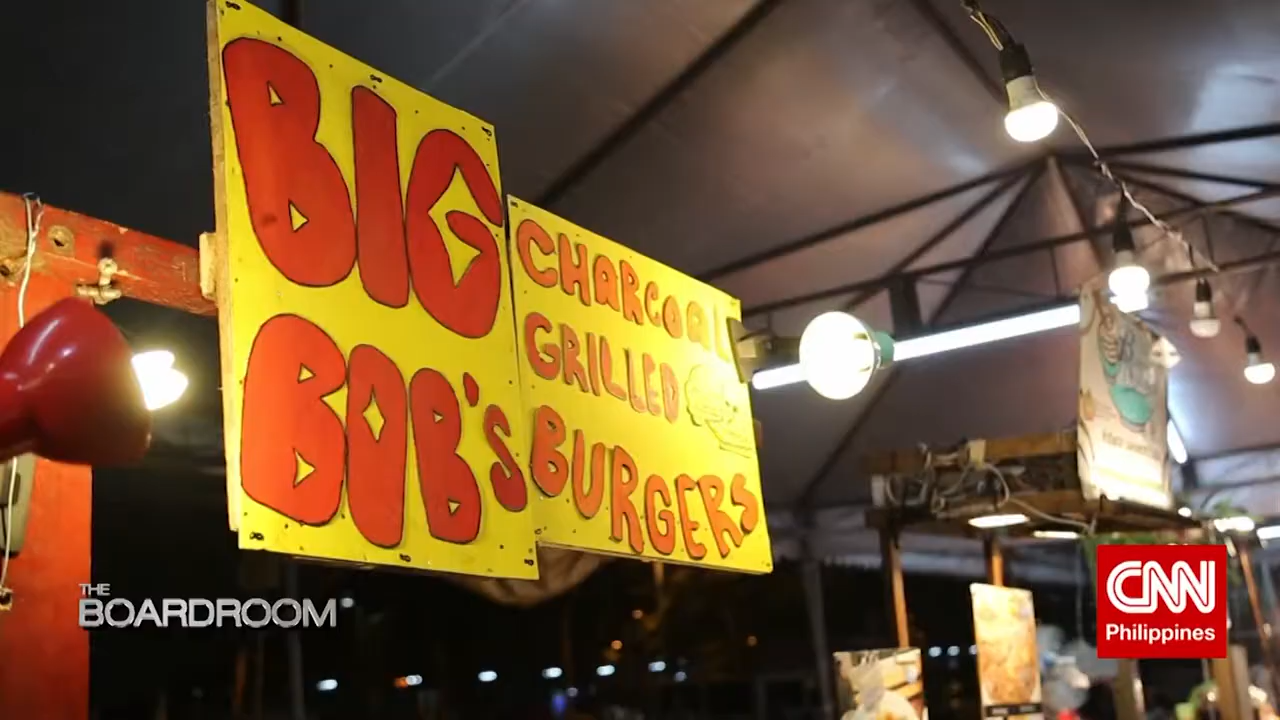 BIG
BOB'S
CHARCOAL
GRILLED
BURGERS
THE
BOARDROOM
CNN
Philippines